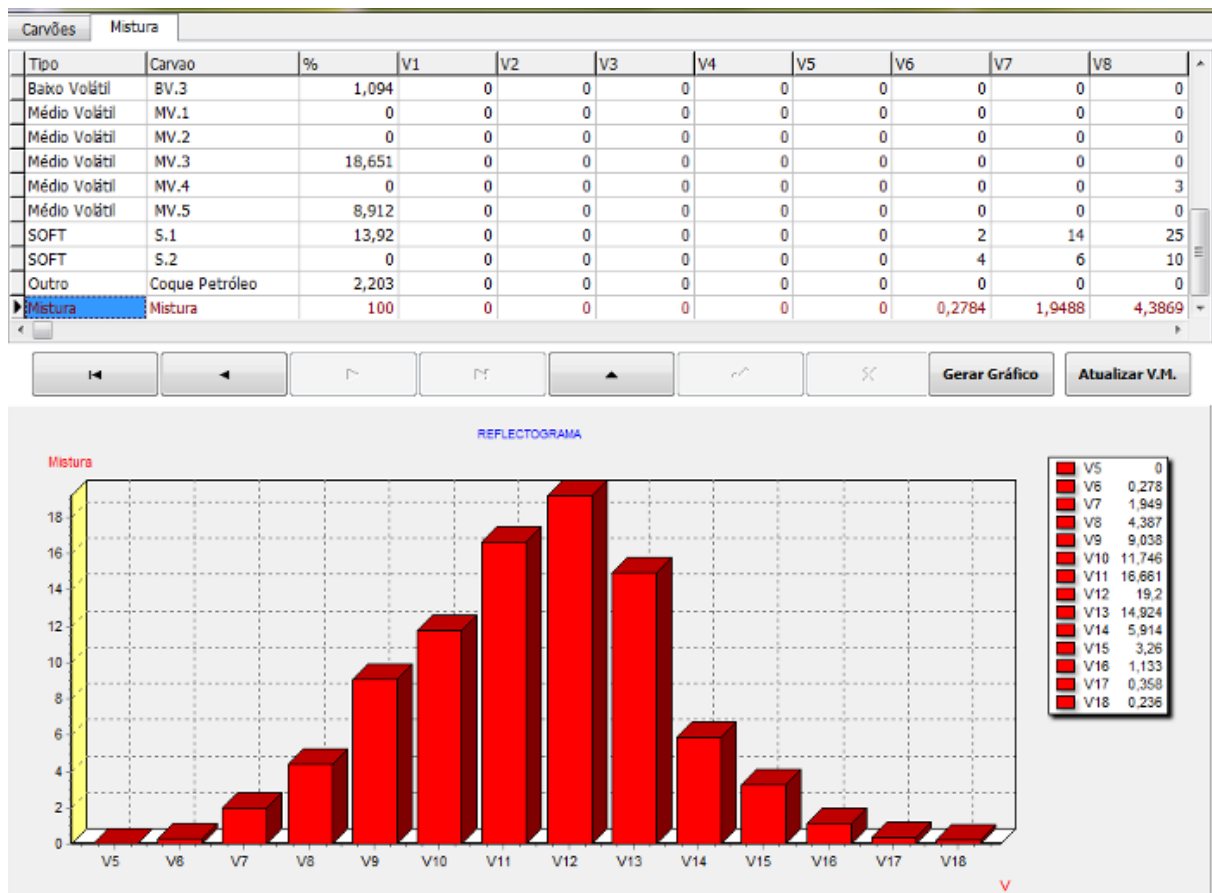 Carvões Mistura
Tipo Carvao % V1 V2 V3 V4 V5 V6 V7 V8
Baixo Volátil BV.3 1,094 0 0 0 0 0 0 0 0
Médio Volátil MV.1 0 0 0 0 0 0 0 0 0
Médio Volátil MV.2 0 0 0 0 0 0 0 0 0
Médio Volátil MV.3 18,651 0 0 0 0 0 0 0 0
Médio Volátil MV.4 0 0 0 0 0 0 0 0 3
Médio Volátil MV.5 8,912 0 0 0 0 0 0 0 0
SOFT S.1 13,92 0 0 0 0 0 2 14 25
SOFT S.2 0 0 0 0 0 0 4 6 10
Outro Coque Petróleo 2,203 0 0 0 0 0 0 0 0
Mistura Mistura 100 0 0 0 0 0 0,2784 1,9488 4,3869
Gerar Gráfico Atualizar V.M.
REFLECTOGRAMA
Mistura
18
16
14
12
10
8
6
4
2
0
V5 V6 V7 V8 V9 V10 V11 V12 V13 V14 V15 V16 V17 V18
V
V5 0
V6 0,278
V7 1,949
V8 4,387
V9 9,038
V10 11,746
V11 16,661
V12 19,2
V13 14,924
V14 5,914
V15 3,26
V16 1,133
V17 0,358
V18 0,236